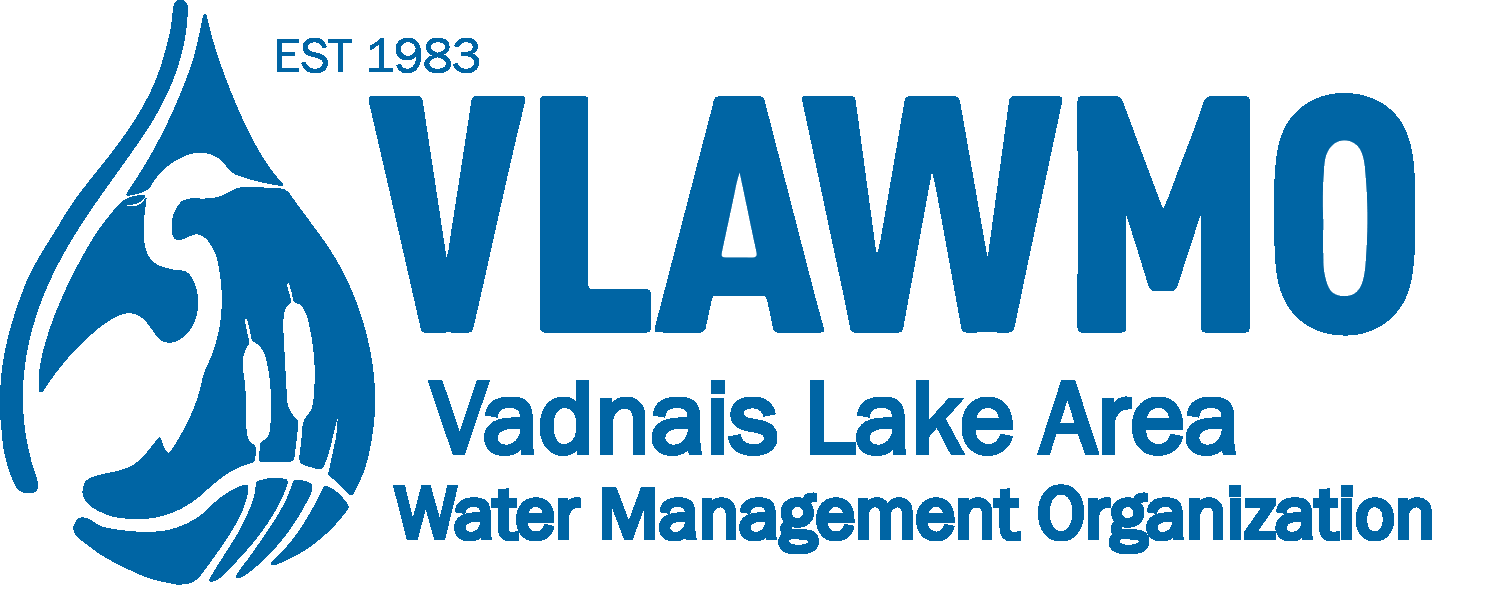 EST 1983
VLAWMO
Vadnais Lake Area
Water Management Organization